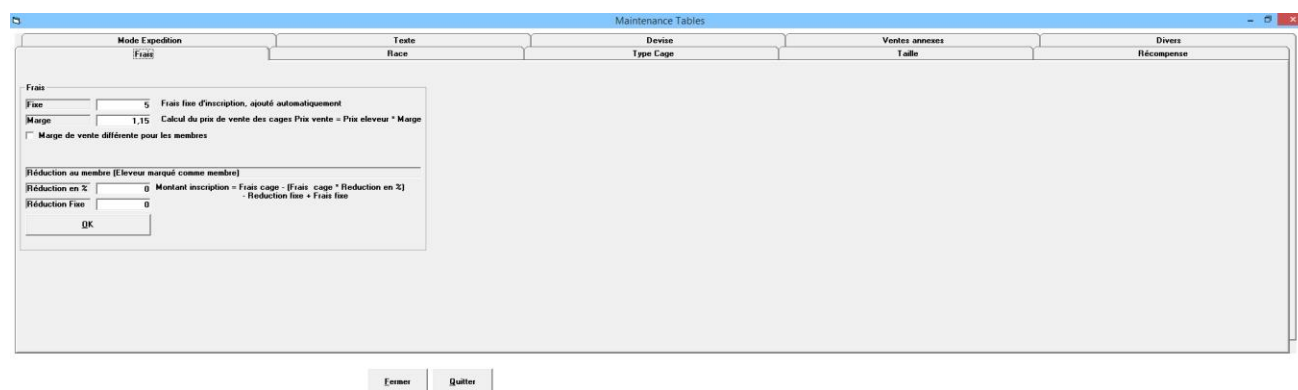 Maintenance Tables
Mode Expedition Texte Devise Ventes annexes Divers
Frais Race Type Cage Taille Récompense
Frais
Fixe 5 Frais fixe d'inscription, ajouté automatiquement
Marge 1,15 Calcul du prix de vente des cages Prix vente = Prix eleveur * Marge
Marge de vente différente pour les membres
Réduction au membre (Eleveur marqué comme membre)
Réduction en % 0 Montant inscription = Frais cage - (Frais cage * Reduction en %)
- Reduction fixe + Frais fixe
Réduction Fixe 0
OK
Fermer Quitter